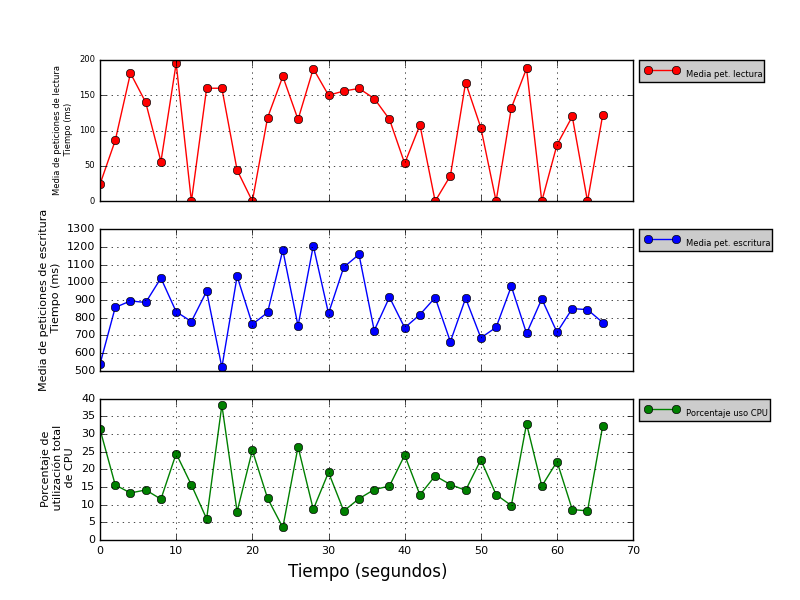 Media de peticiones de lectura
Tiempo (ms)
200
150
100
50
0
Media pet. lectura
Media de peticiones de escritura
Tiempo (ms)
1300
1200
1100
1000
900
800
700
600
500
Media pet. escritura
Porcentaje de
utilización total
de CPU
40
35
30
25
20
15
10
5
0
Porcentaje uso CPU
0 10 20 30 40 50 60 70
Tiempo (segundos)